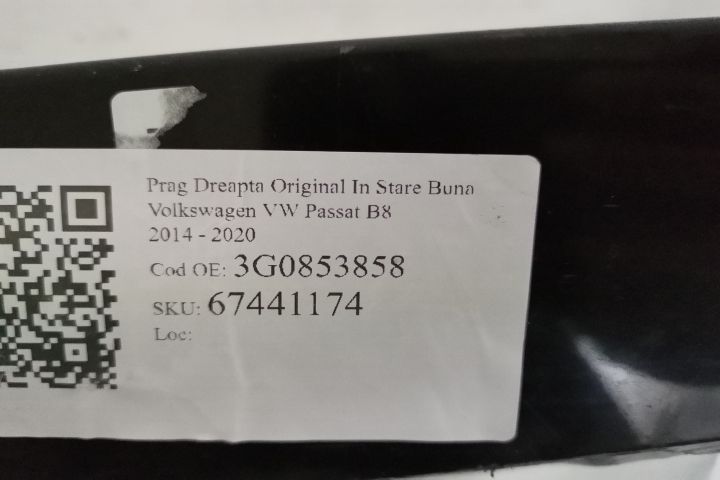 Prag Dreapta Original In Stare Buna
Volkswagen VW Passat B8
2014 - 2020
Cod OE: 3G0853858
SKU: 67441174
Loc: